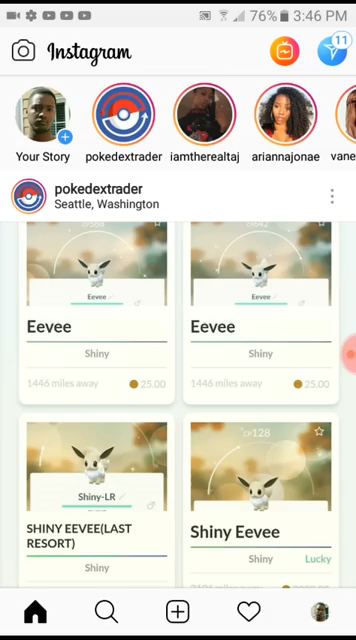 76% 3:46 PM
Instagram
11
Your Story
pokedextrader
iamtherealtaj
ariannajonae
vane
pokedextrader
Seattle, Washington
Eevee
Eevee
Eevee
Eevee
Shiny
Shiny
1446 miles away
25.00
1446 miles away
25.00
Shiny-LR
CP128
SHINY EEVEE(LAST
RESORT)
Shiny Eevee
Shiny
Shiny
Lucky